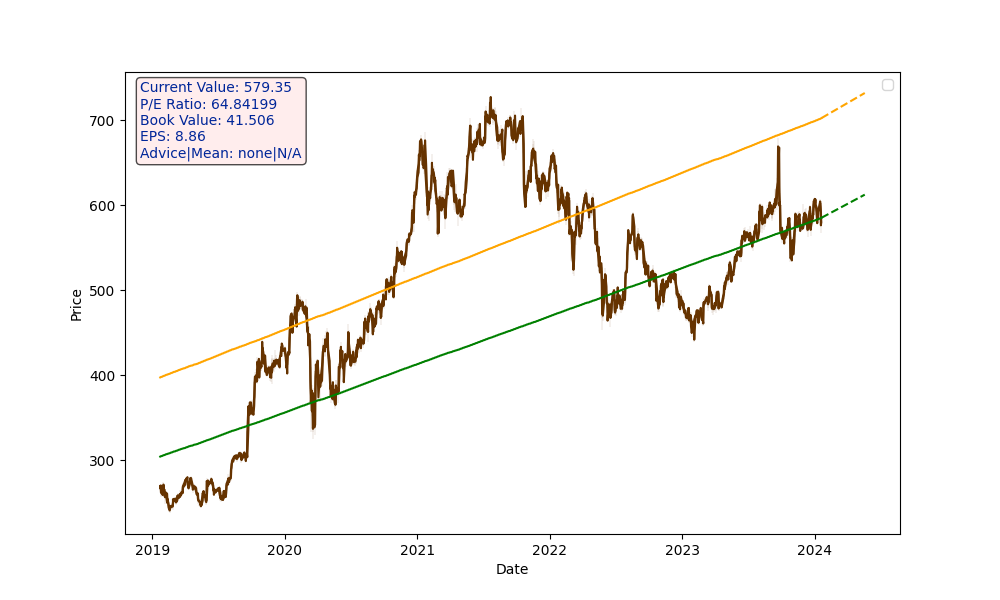 Current Value: 579.35
P/E Ratio: 64.84199
Book Value: 41.506
EPS: 8.86
Advice|Mean: none|N/A
700
600
500
400
300
Price
2019 2020 2021 2022 2023 2024
Date